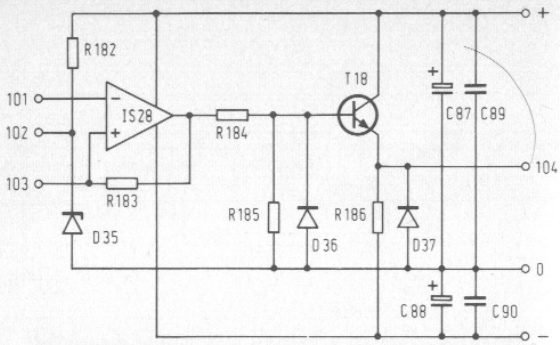 +
R182
T18
101
-
IS28
+
C87
C89
102
+
R184
104
103
R183
R185
R186
D35
D36
D37
0
+
C88
C90
-